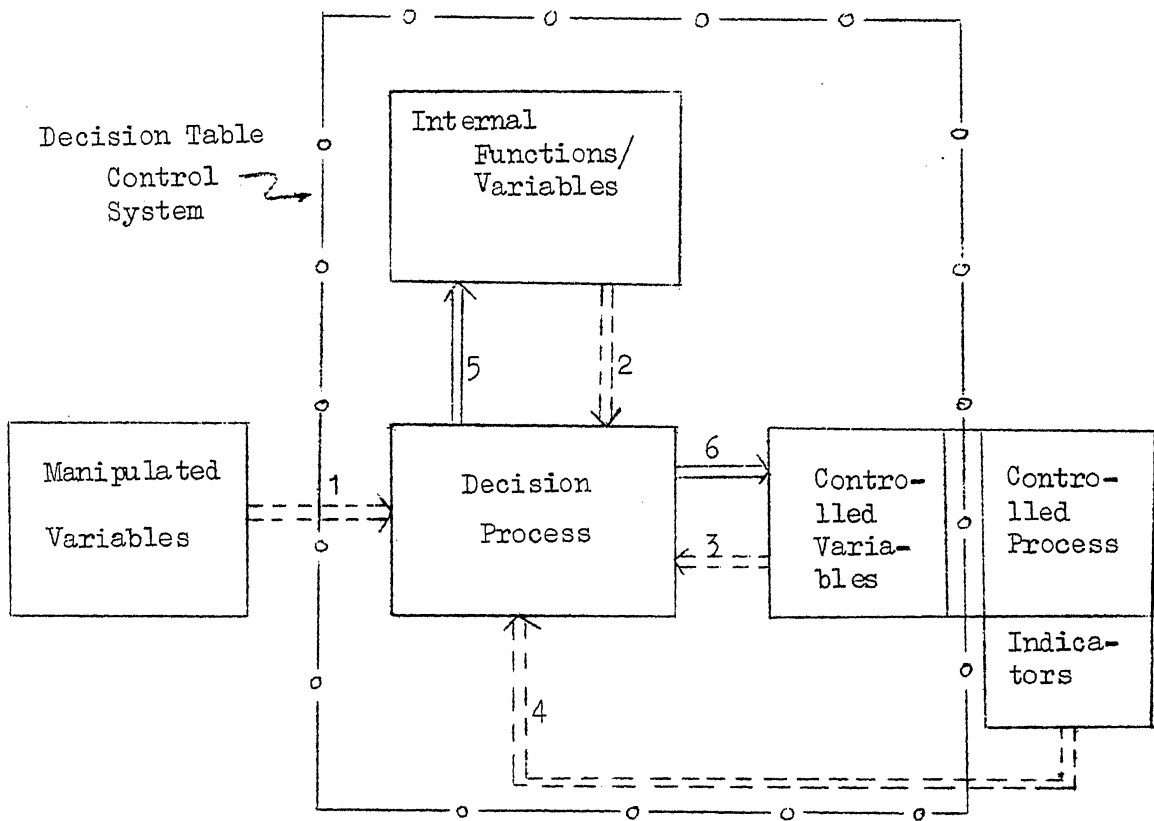 Decision Table
Control
System
Internal
Functions/
Variables
5
2
Manipulated
Variables
1
Decision
Process
6
3
Contro-
lled
Varia-
bles
Contro-
lled
Process
Indica-
tors
4